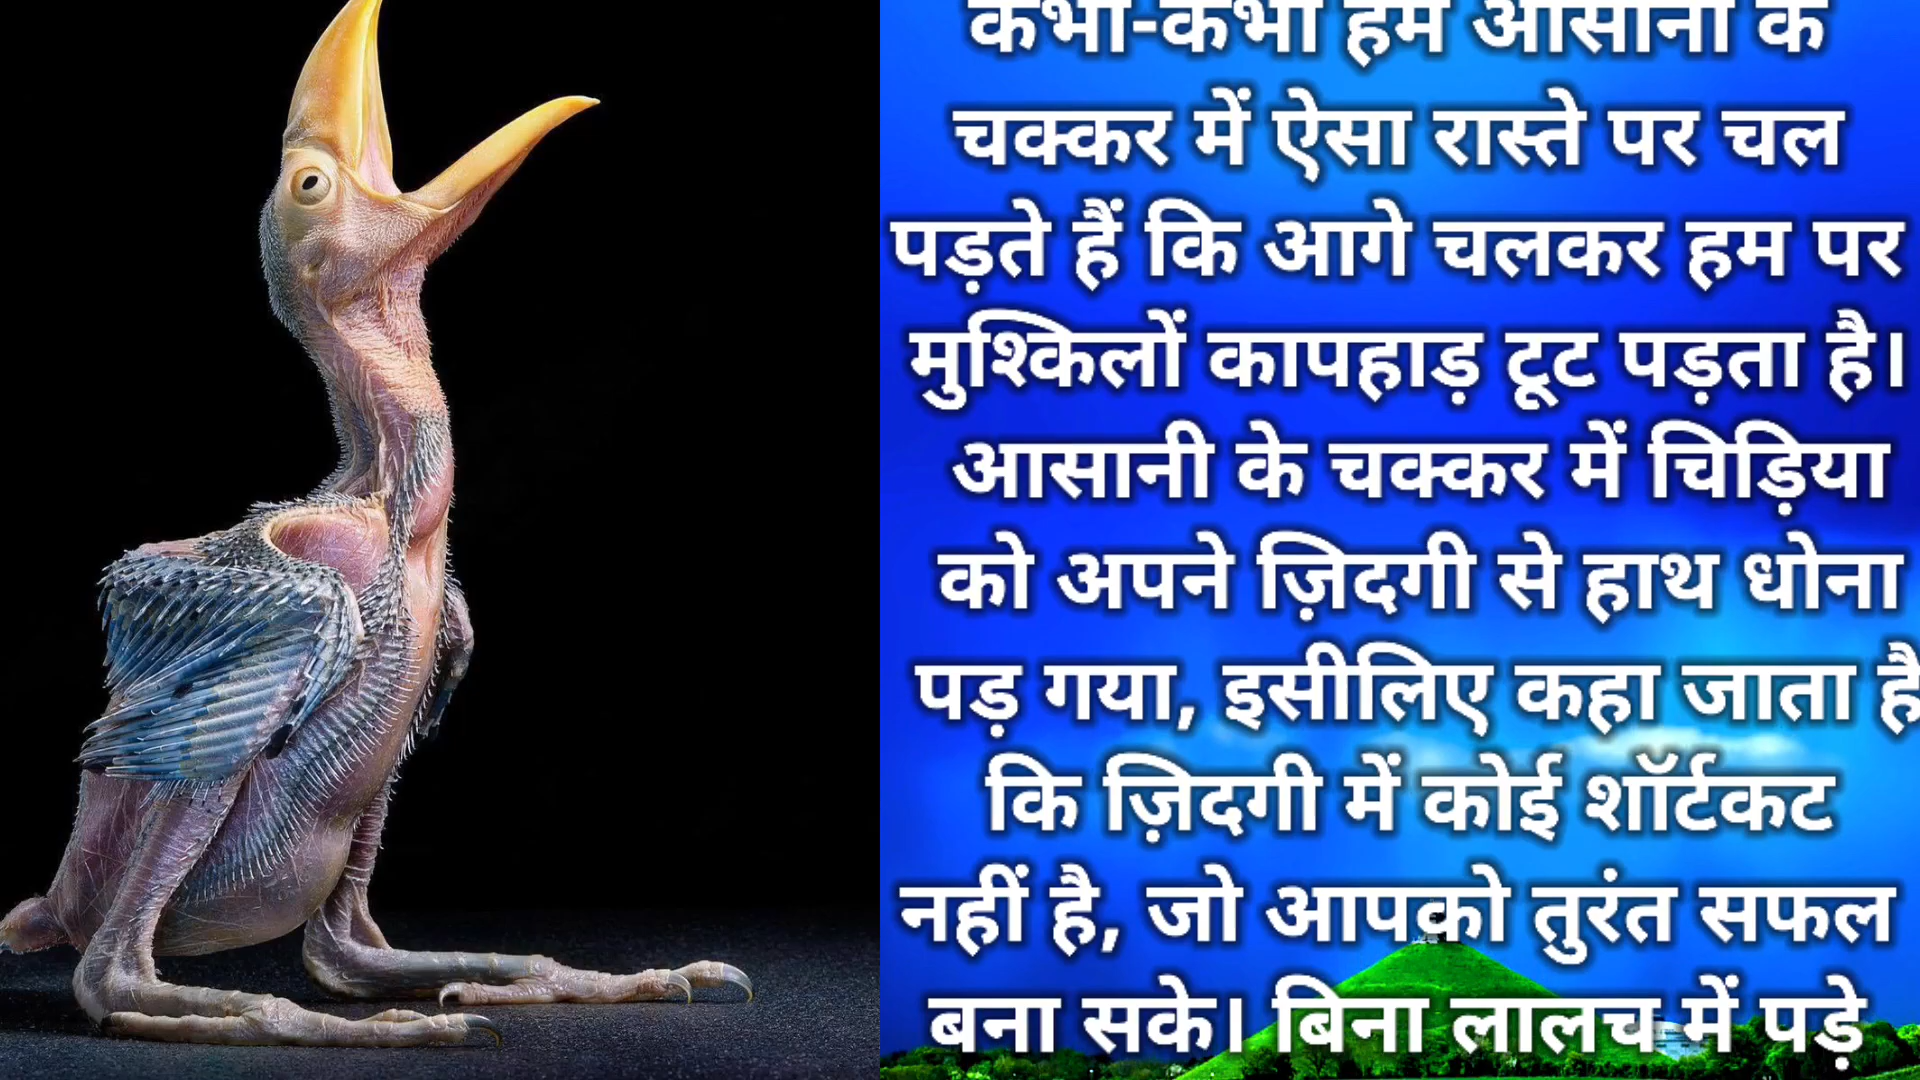 कभी-कभी हम आसानी के
चक्कर में ऐसा रास्ते पर चल
पड़ते हैं कि आगे चलकर हम पर
मुश्किलों कापहाड़ टूट पड़ता है।
आसानी के चक्कर में चिड़िया
को अपने ज़िदगी से हाथ धोना
पड़ गया, इसीलिए कहा जाता है
कि ज़िदगी में कोई शॉर्टकट
नहीं है, जो आपको तुरंत सफल
बना सके। बिना लालच में पड़े